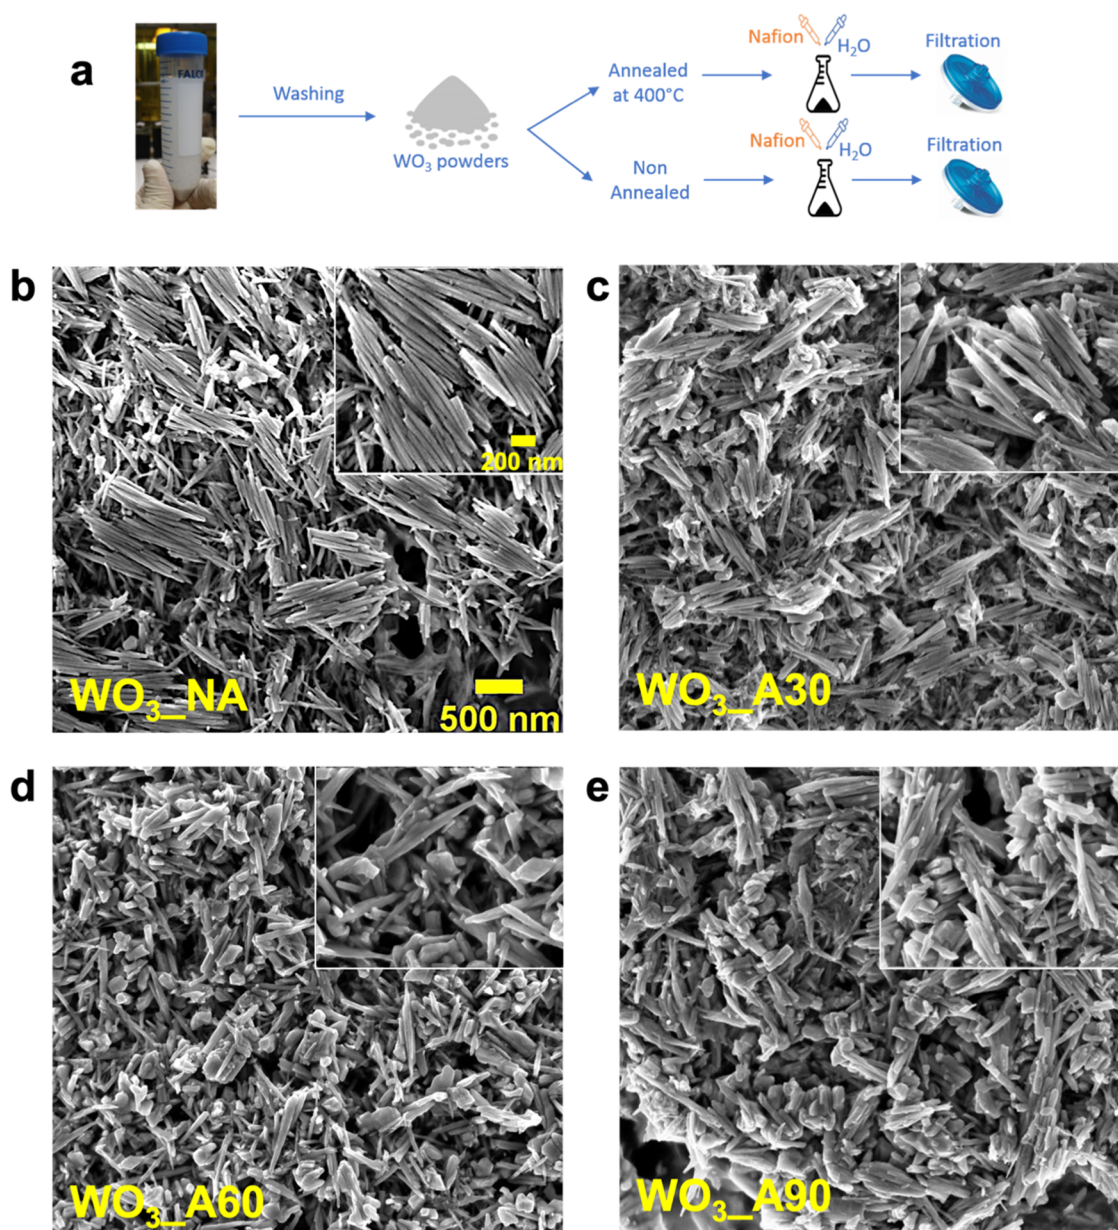 a
FALCO
Washing
WO₃ powders
Annealed
at 400°C
Nafion
H₂O
Filtration
Non
Annealed
Nafion
H₂O
Filtration
b
200 nm
WO₃_NA
500 nm
c
WO₃_A30
d
WO₃_A60
e
WO₃_A90